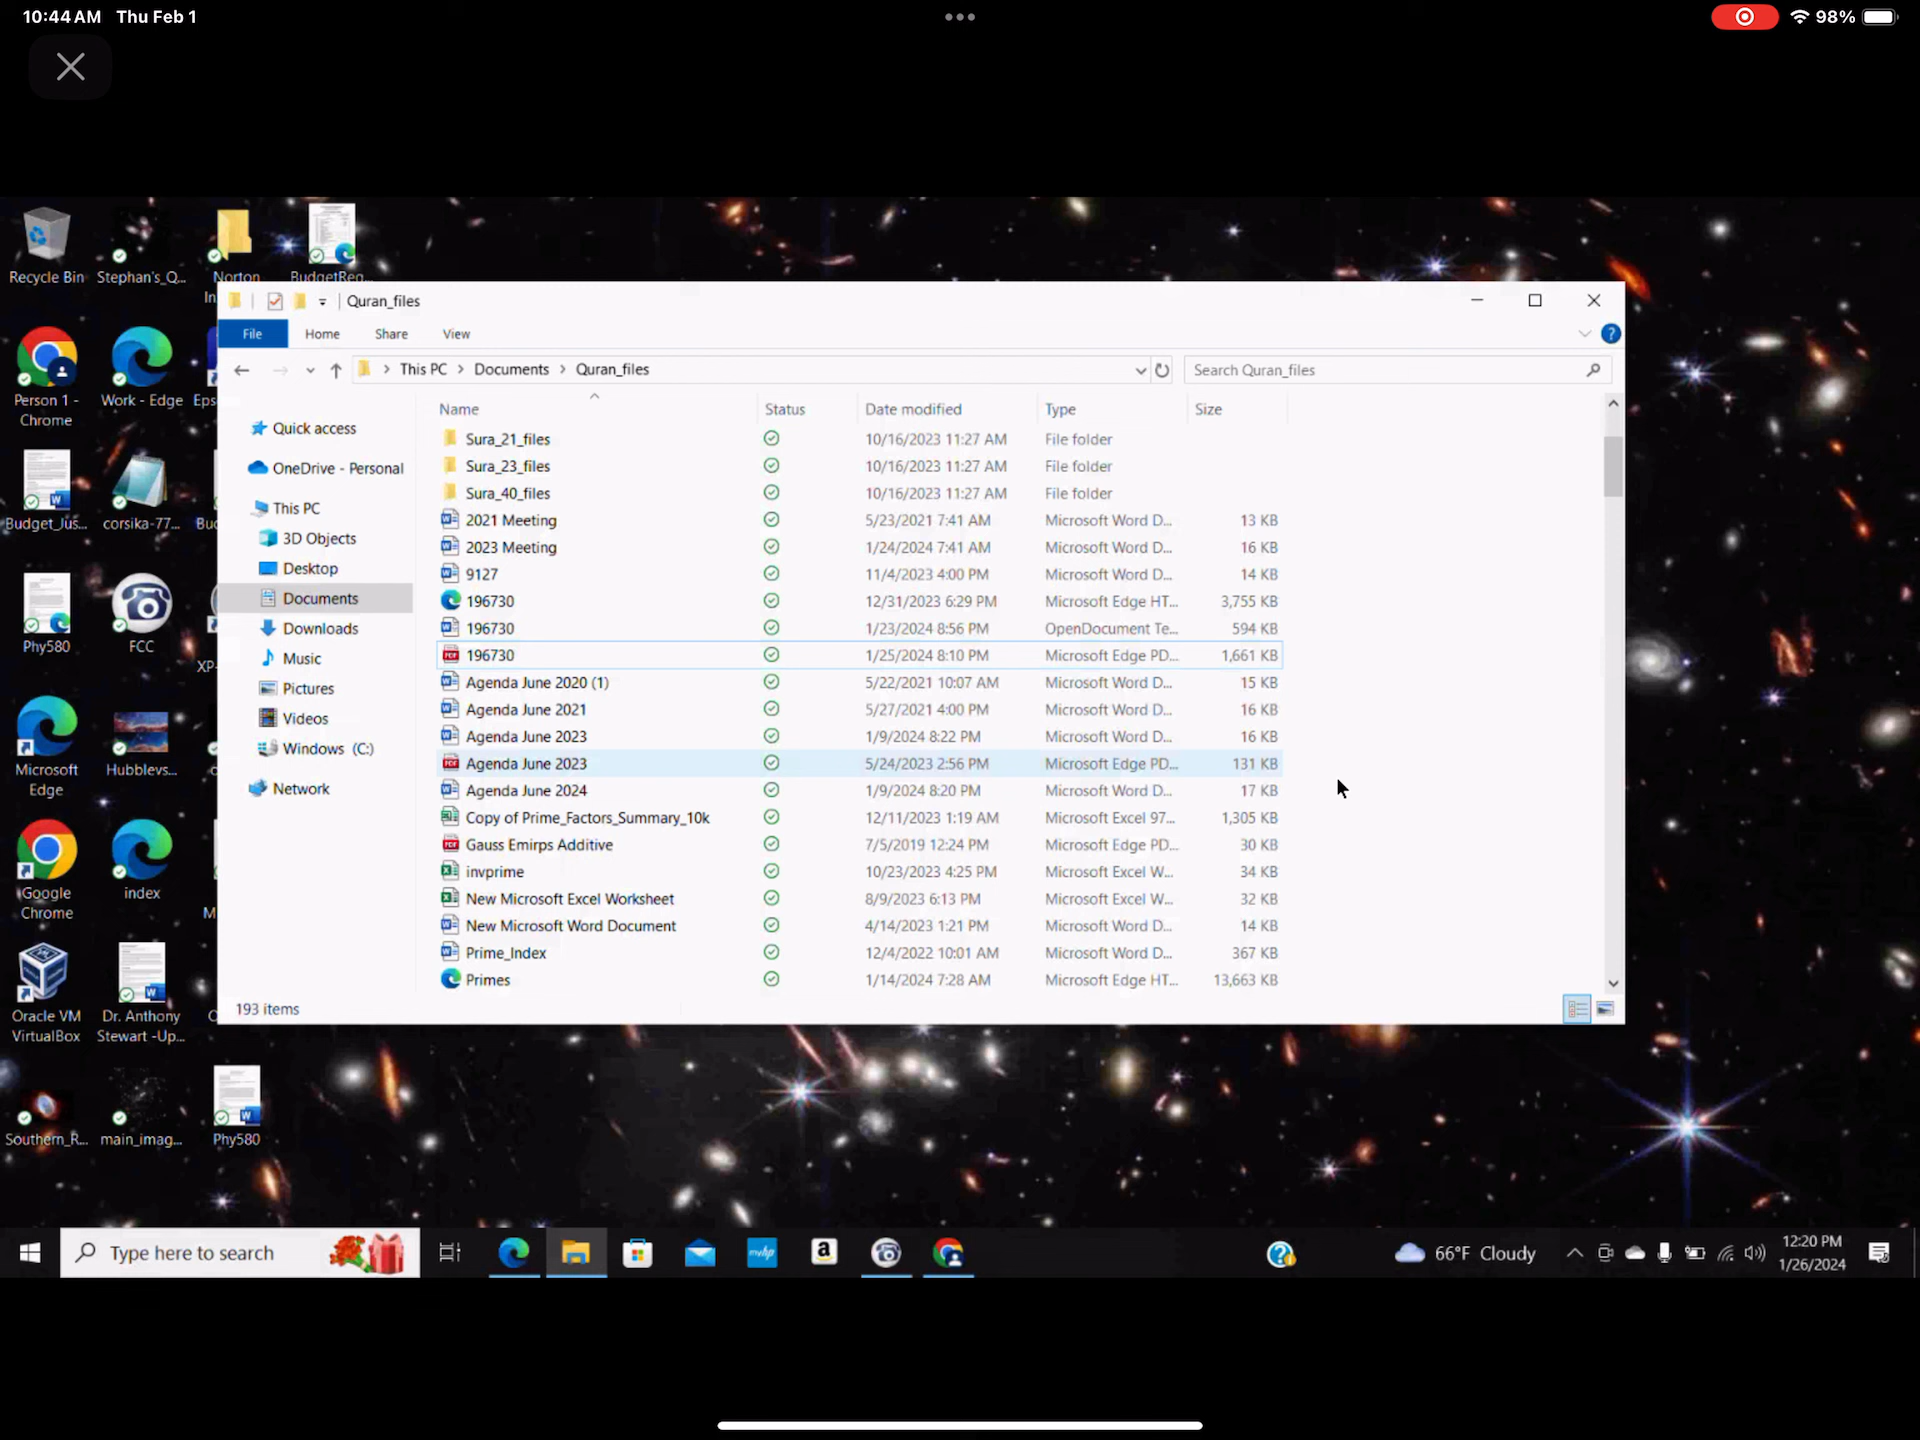 10:44 AM Thu Feb 1
98%
Recycle Bin
Stephan's_Q...
Norton
In
BudgetReq...
Person 1 -
Chrome
Work - Edge
Eps
Budget_Jus...
corsika-77...
Buc
Phy580
FCC
XP-
Microsoft
Edge
Hubblevs...
Google
Chrome
index
M
Oracle VM
VirtualBox
Dr. Anthony
Stewart -Up...
Southern_R...
main_imag...
Phy580
Quran_files
File Home Share View
This PC > Documents > Quran_files
Search Quran_files
Quick access
OneDrive - Personal
This PC
3D Objects
Desktop
Documents
Downloads
Music
Pictures
Videos
Windows (C:)
Network
Name Status Date modified Type Size
Sura_21_files 10/16/2023 11:27 AM File folder
Sura_23_files 10/16/2023 11:27 AM File folder
Sura_40_files 10/16/2023 11:27 AM File folder
2021 Meeting 5/23/2021 7:41 AM Microsoft Word D... 13 KB
2023 Meeting 1/24/2024 7:41 AM Microsoft Word D... 16 KB
9127 11/4/2023 4:00 PM Microsoft Word D... 14 KB
196730 12/31/2023 6:29 PM Microsoft Edge HT... 3,755 KB
196730 1/23/2024 8:56 PM OpenDocument Te... 594 KB
196730 1/25/2024 8:10 PM Microsoft Edge PD... 1,661 KB
Agenda June 2020 (1) 5/22/2021 10:07 AM Microsoft Word D... 15 KB
Agenda June 2021 5/27/2021 4:00 PM Microsoft Word D... 16 KB
Agenda June 2023 1/9/2024 8:22 PM Microsoft Word D... 16 KB
Agenda June 2023 5/24/2023 2:56 PM Microsoft Edge PD... 131 KB
Agenda June 2024 1/9/2024 8:20 PM Microsoft Word D... 17 KB
Copy of Prime_Factors_Summary_10k 12/11/2023 1:19 AM Microsoft Excel 97... 1,305 KB
Gauss Emirps Additive 7/5/2019 12:24 PM Microsoft Edge PD... 30 KB
invprime 10/23/2023 4:25 PM Microsoft Excel W... 34 KB
New Microsoft Excel Worksheet 8/9/2023 6:13 PM Microsoft Excel W... 32 KB
New Microsoft Word Document 4/14/2023 1:21 PM Microsoft Word D... 14 KB
Prime_Index 12/4/2022 10:01 AM Microsoft Word D... 367 KB
Primes 1/14/2024 7:28 AM Microsoft Edge HT... 13,663 KB
193 items
Type here to search
66°F Cloudy
12:20 PM
1/26/2024